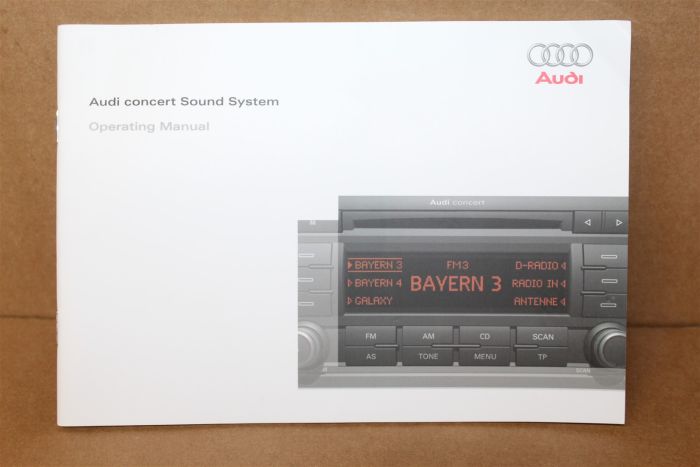 Audi
Audi concert Sound System
Operating Manual
Audi concert
M
BAYERN 3 FM3 D-RADIO
BAYERN 4 BAYERN 3 RADIO IN
GALAXY ANTENNE
FM AM CD SCAN
AS TONE MENU TP
SCAN